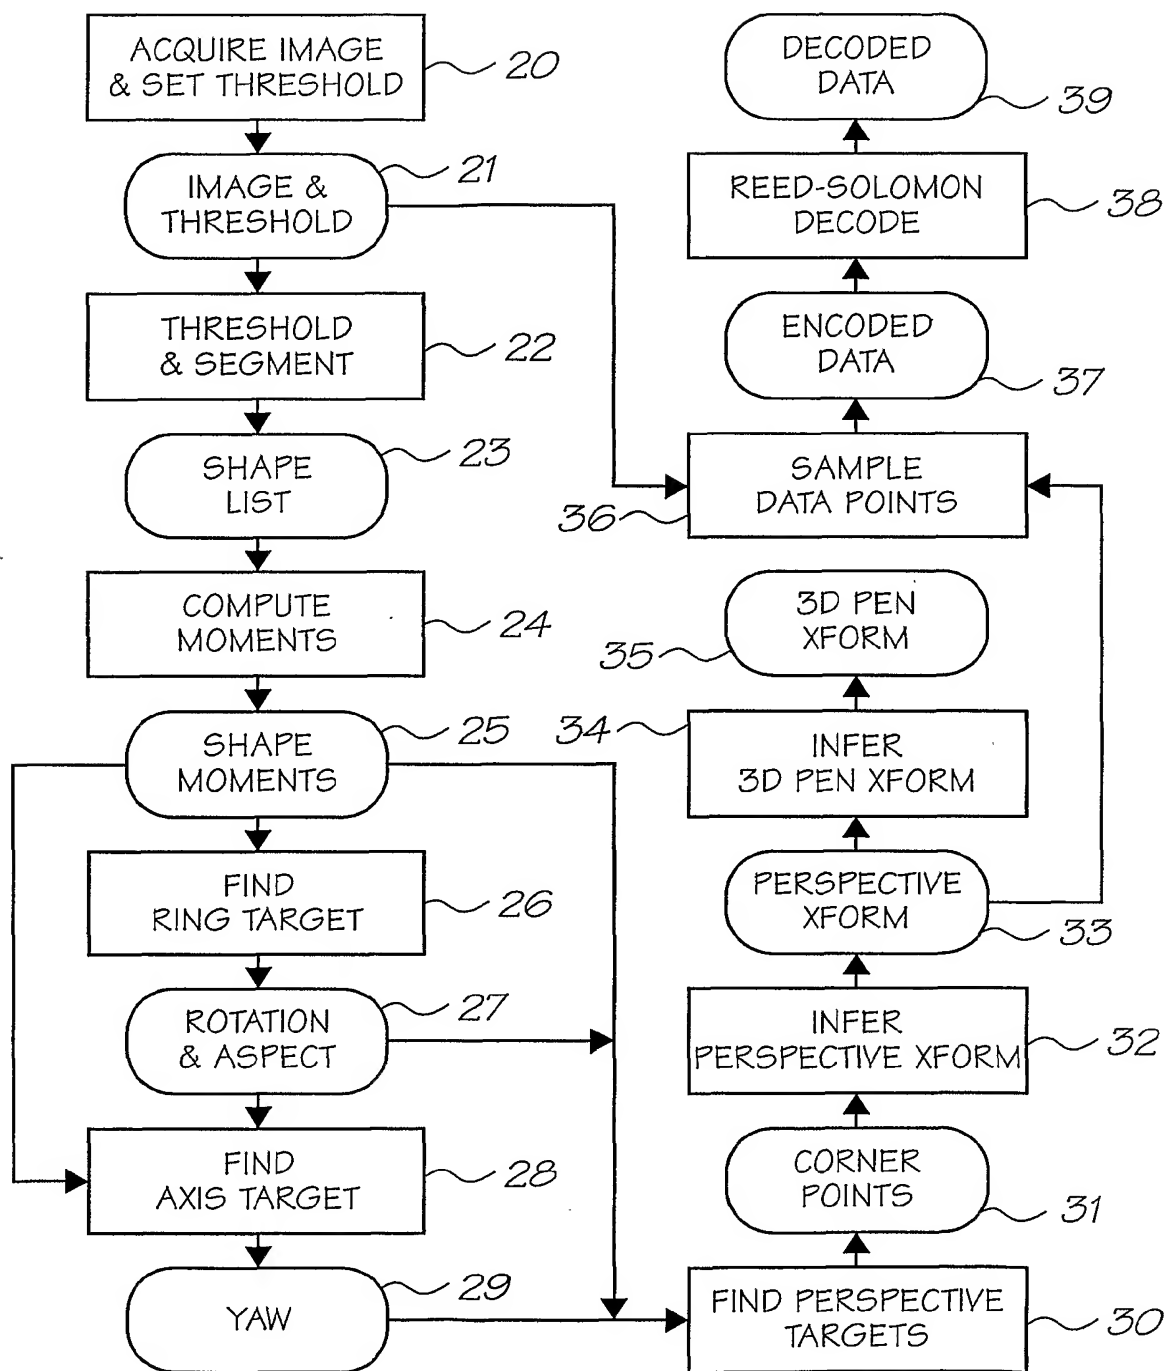 ACQUIRE IMAGE
& SET THRESHOLD
20
IMAGE &
THRESHOLD
21
THRESHOLD
& SEGMENT
22
SHAPE
LIST
23
COMPUTE
MOMENTS
24
SHAPE
MOMENTS
25
FIND
RING TARGET
26
ROTATION
& ASPECT
27
FIND
AXIS TARGET
28
YAW
29
DECODED
DATA
39
REED-SOLOMON
DECODE
38
ENCODED
DATA
37
SAMPLE
DATA POINTS
36
3D PEN
XFORM
35
34
INFER
3D PEN XFORM
PERSPECTIVE
XFORM
33
INFER
PERSPECTIVE XFORM
32
CORNER
POINTS
31
FIND PERSPECTIVE
TARGETS
30